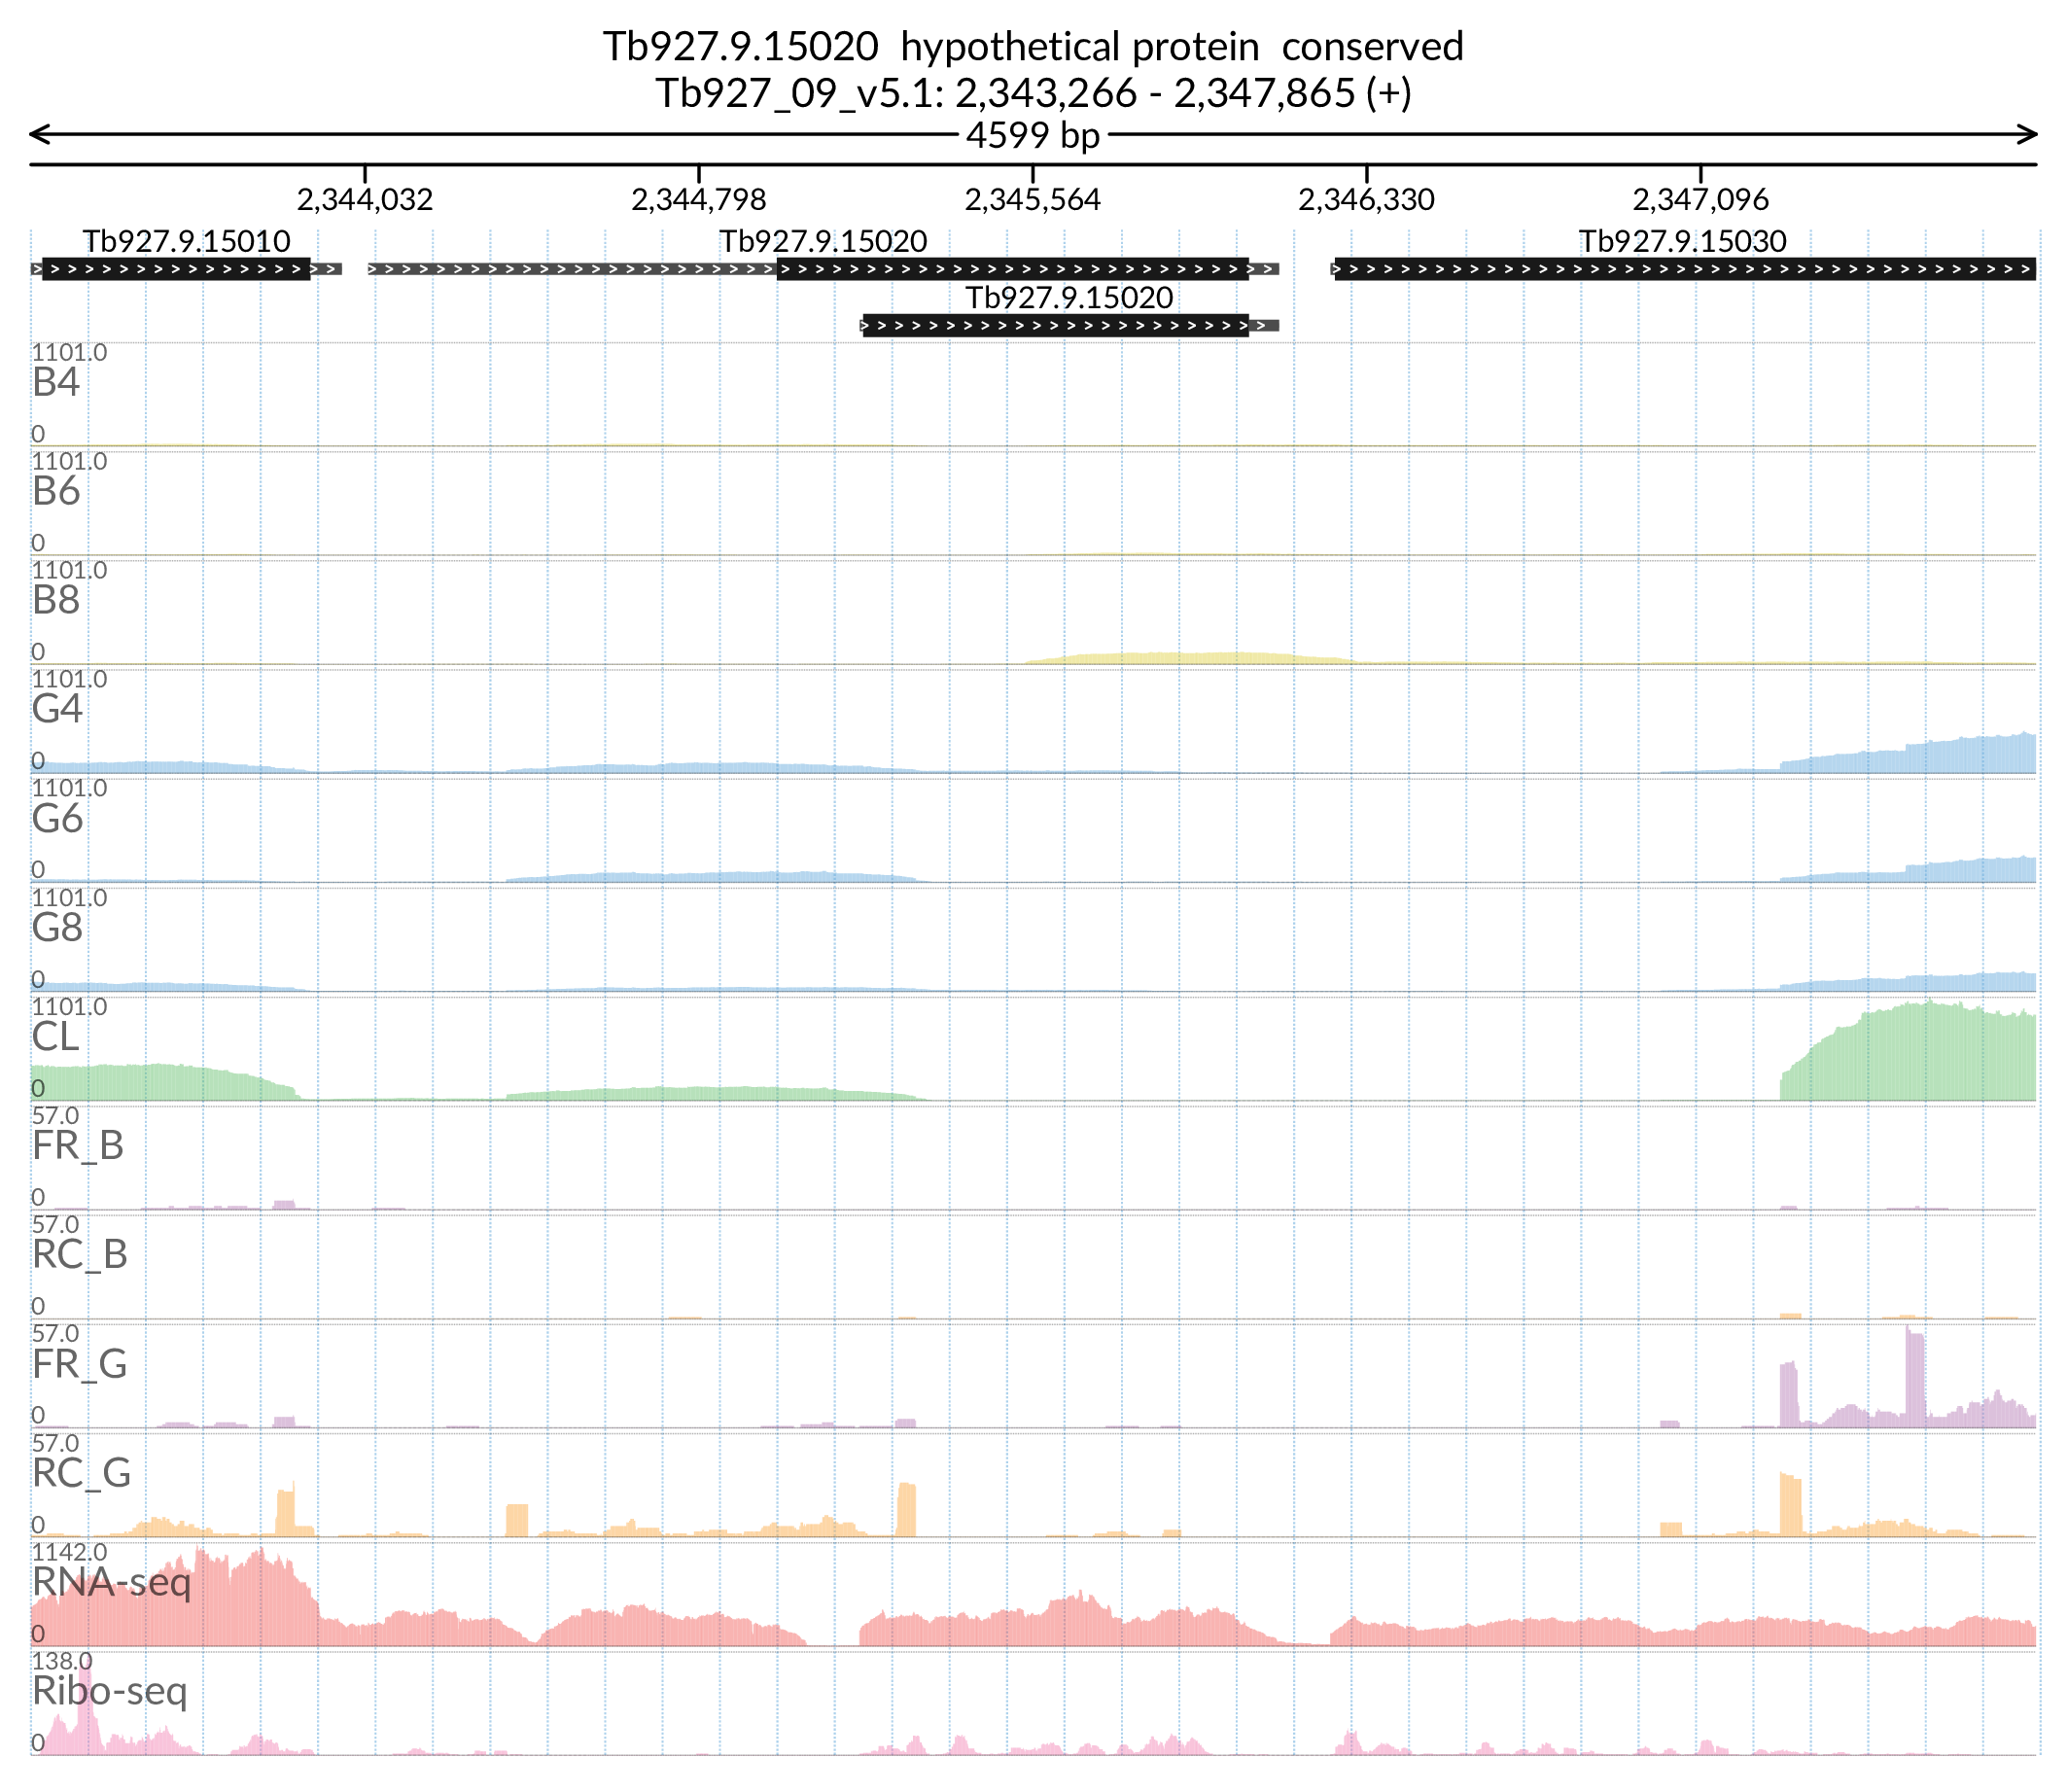 Tb927.9.15020  hypothetical protein  conserved
Tb927_09_v5.1: 2,343,266 - 2,347,865 (+)
4599 bp
2,344,032 2,344,798 2,345,564 2,346,330 2,347,096
Tb927.9.15010 Tb927.9.15020 Tb927.9.15030
Tb927.9.15020
1101.0
B4
0
1101.0
B6
0
1101.0
B8
0
1101.0
G4
0
1101.0
G6
0
1101.0
G8
0
1101.0
CL
0
57.0
FR_B
0
57.0
RC_B
0
57.0
FR_G
0
57.0
RC_G
0
1142.0
RNA-seq
0
138.0
Ribo-seq
0